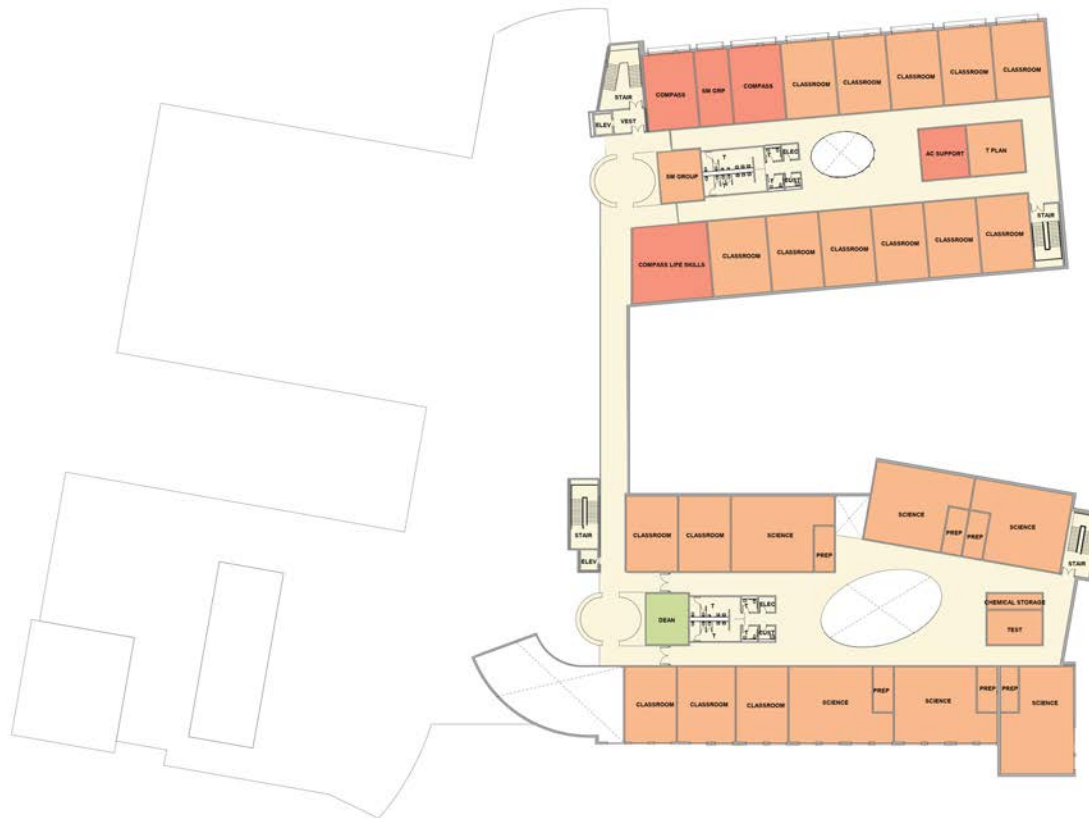 STAIR
ELEV
VEST
COMPASS
SM GRP
COMPASS
CLASSROOM
CLASSROOM
CLASSROOM
CLASSROOM
CLASSROOM
SM GROUP
T
ELEC
T
CUST
AC SUPPORT
T PLAN
COMPASS LIFE SKILLS
CLASSROOM
CLASSROOM
CLASSROOM
CLASSROOM
CLASSROOM
CLASSROOM
STAIR
STAIR
ELEV
CLASSROOM
CLASSROOM
SCIENCE
PREP
SCIENCE
PREP
PREP
SCIENCE
STAIR
DEAN
T
T
ELEC
CUST
CHEMICAL STORAGE
TEST
CLASSROOM
CLASSROOM
CLASSROOM
SCIENCE
PREP
SCIENCE
PREP
PREP
SCIENCE